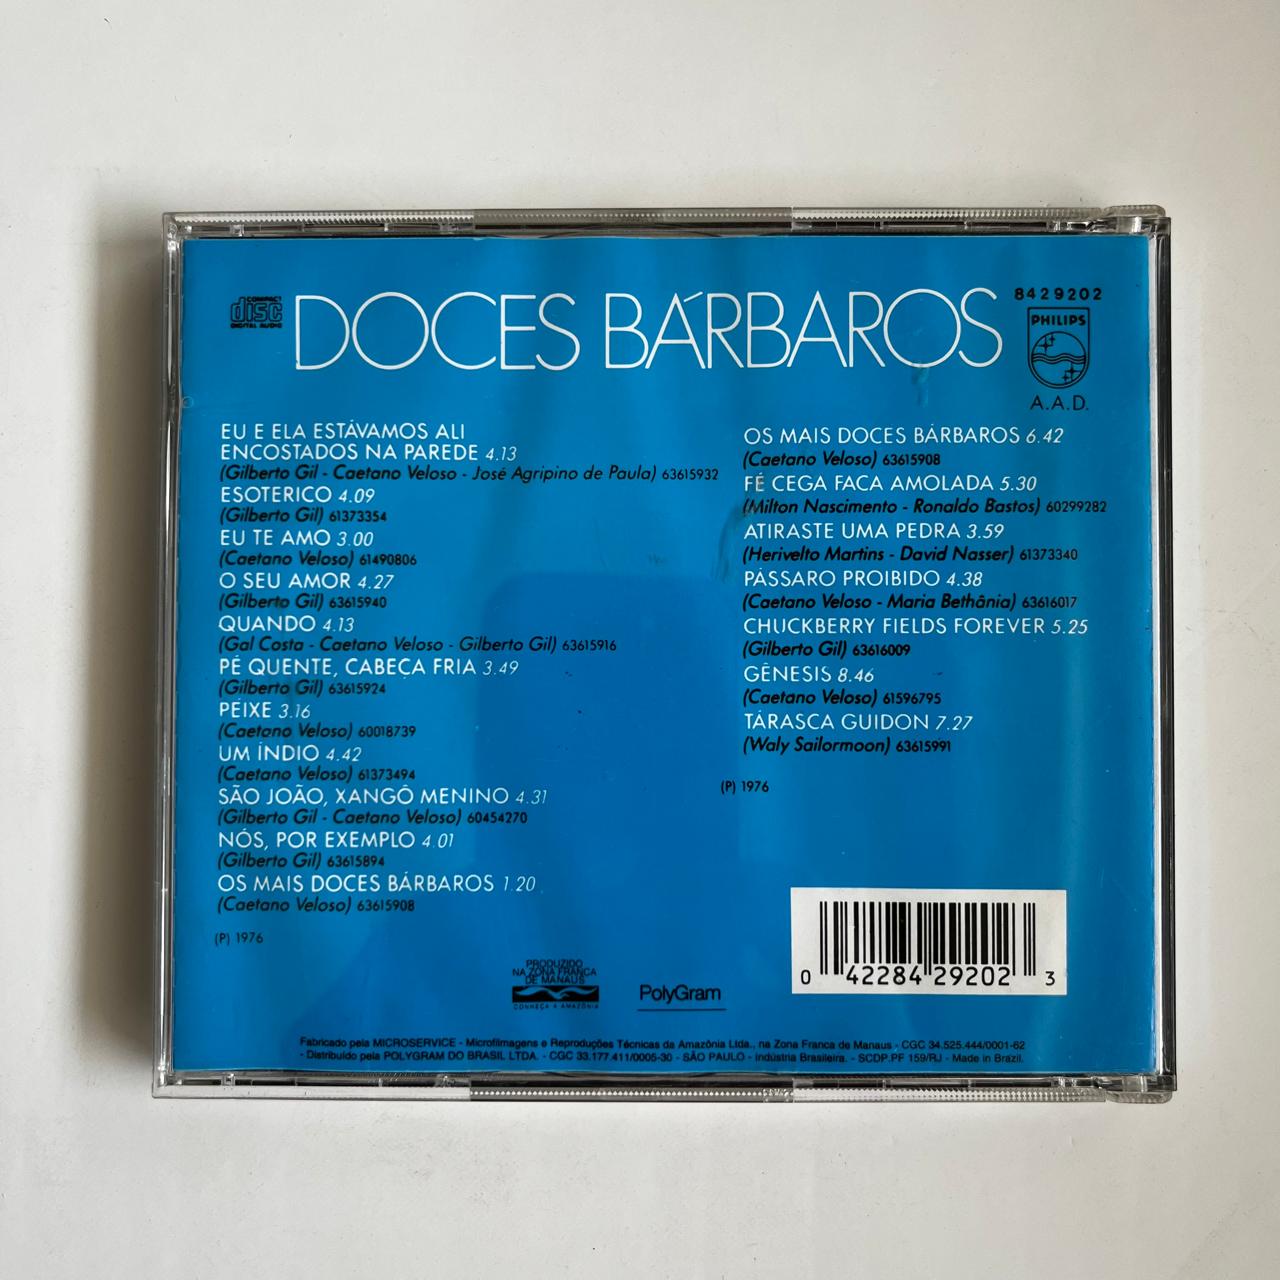 COMPACT
disc
DIGITAL AUDIO
DOCES BÁRBAROS
8429202
PHILIPS
A.A.D.
EU E ELA ESTÁVAMOS ALI
ENCOSTADOS NA PAREDE 4.13
(Gilberto Gil - Caetano Veloso - José Agripino de Paula) 63615932
ESOTERICO 4.09
(Gilberto Gil) 61373354
EU TE AMO 3.00
(Caetano Veloso) 61490806
O SEU AMOR 4.27
(Gilberto Gil) 63615940
QUANDO 4.13
(Gal Costa - Caetano Veloso - Gilberto Gil) 63615916
PÉ QUENTE, CABEÇA FRIA 3.49
(Gilberto Gil) 63615924
PÉIXE 3.16
(Caetano Veloso) 60018739
UM ÍNDIO 4.42
(Caetano Veloso) 61373494
SÃO JOÃO, XANGÔ MENINO 4.31
(Gilberto Gil - Caetano Veloso) 60454270
NÓS, POR EXEMPLO 4.01
(Gilberto Gil) 63615894
OS MAIS DOCES BÁRBAROS 1.20
(Caetano Veloso) 63615908
(P) 1976
OS MAIS DOCES BÁRBAROS 6.42
(Caetano Veloso) 63615908
FÉ CEGA FACA AMOLADA 5.30
(Milton Nascimento - Ronaldo Bastos) 60299282
ATIRASTE UMA PEDRA 3.59
(Herivelto Martins - David Nasser) 61373340
PÁSSARO PROIBIDO 4.38
(Caetano Veloso - Maria Bethânia) 63616017
CHUCKBERRY FIELDS FOREVER 5.25
(Gilberto Gil) 63616009
GÊNESIS 8.46
(Caetano Veloso) 61596795
TÁRASCA GUIDON 7.27
(Waly Sailormoon) 63615991
(P) 1976
PRODUZIDO
NA ZONA FRANCA
DE MANAUS
CONHEÇA A AMAZÔNIA
PolyGram
0 42284 29202 3
Fabricado pela MICROSERVICE - Microfilmagens e Reproduções Técnicas da Amazônia Ltda., na Zona Franca de Manaus - CGC 34.525.444/0001-62
- Distribuído pela POLYGRAM DO BRASIL LTDA. - CGC 33.177.411/0005-30 - SÃO PAULO - Indústria Brasileira. - SCDP.PF 159/RJ - Made in Brazil.